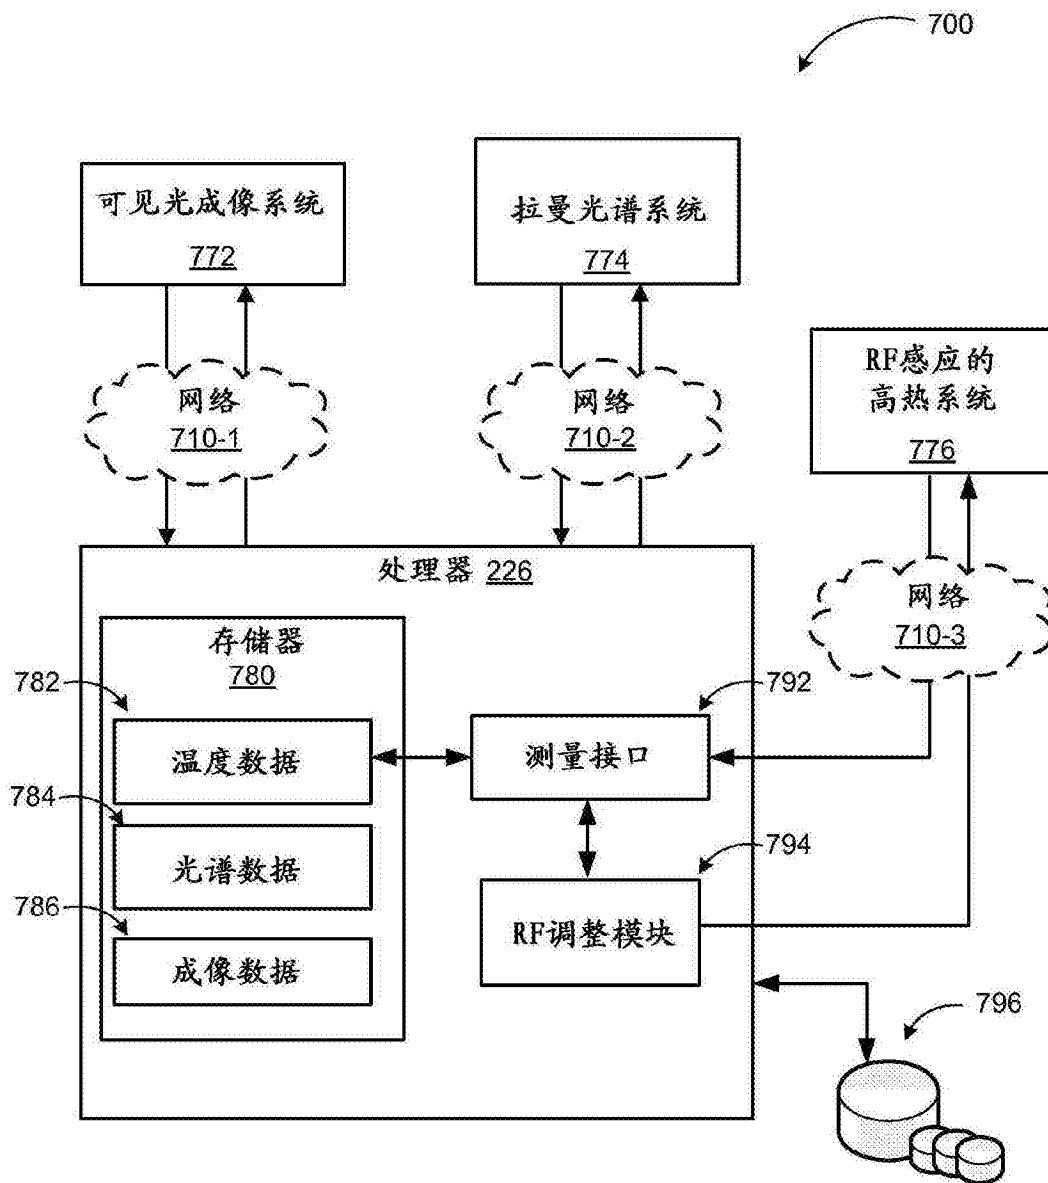 700
可见光成像系统
772
拉曼光谱系统
774
RF感应的
高热系统
776
网络
710-1
网络
710-2
网络
710-3
处理器 226
存储器
780
782
温度数据
784
光谱数据
786
成像数据
792
测量接口
794
RF调整模块
796